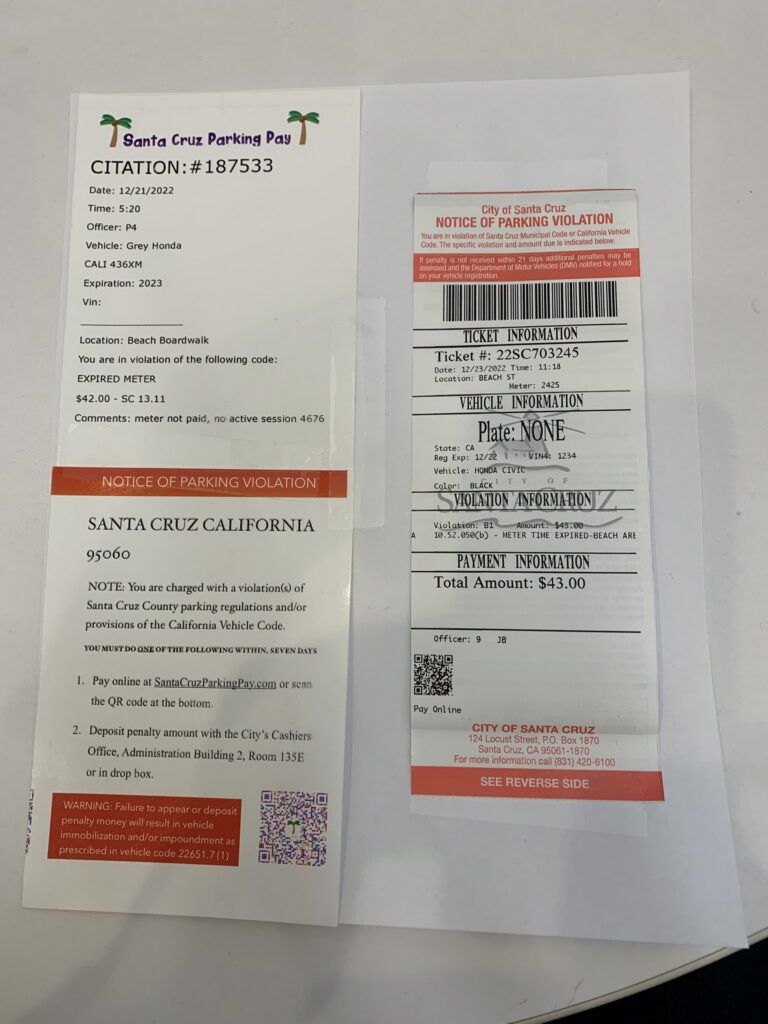 Santa Cruz Parking Pay
CITATION:#187533
Date: 12/21/2022
Time: 5:20
Officer: P4
Vehicle: Grey Honda
CALI 436XM
Expiration: 2023
Vin:
Location: Beach Boardwalk
You are in violation of the following code:
EXPIRED METER
$42.00 - SC 13.11
Comments: meter not paid, no active session 4676
NOTICE OF PARKING VIOLATION
SANTA CRUZ CALIFORNIA
95060
NOTE: You are charged with a violation(s) of
Santa Cruz County parking regulations and/or
provisions of the California Vehicle Code.
YOU MUST DO ONE OF THE FOLLOWING WITHIN, SEVEN DAYS
1. Pay online at SantaCruzParkingPay.com or scan
the QR code at the bottom.
2. Deposit penalty amount with the City's Cashiers
Office, Administration Building 2, Room 135E
or in drop box.
WARNING: Failure to appear or deposit
penalty money will result in vehicle
immobilization and/or impoundment as
prescribed in vehicle code 22651.7 (1)
City of Santa Cruz
NOTICE OF PARKING VIOLATION
You are in violation of Santa Cruz Municipal Code or California Vehicle
Code. The specific violation and amount due is indicated below.
If penalty is not received within 21 days additional penalties may be
assessed and the Department of Motor Vehicles (DMV) notified for a hold
on your vehicle registration.
TICKET INFORMATION
Ticket #: 22SC703245
Date: 12/23/2022 Time: 11:18
Location: BEACH ST
Meter: 2425
VEHICLE INFORMATION
Plate: NONE
State: CA
Reg Exp: 12/22 VIN4: 1234
Vehicle: HONDA CIVIC
Color: BLACK
CITY OF
SANTA CRUZ
VIOLATION INFORMATION
Violation: B1 Amount: $43.00
10.52.050(b) - METER TIME EXPIRED-BEACH ARE
A
PAYMENT INFORMATION
Total Amount: $43.00
Officer: 9 JB
Pay Online
CITY OF SANTA CRUZ
124 Locust Street, P.O. Box 1870
Santa Cruz, CA 95061-1870
For more information call (831) 420-6100
SEE REVERSE SIDE